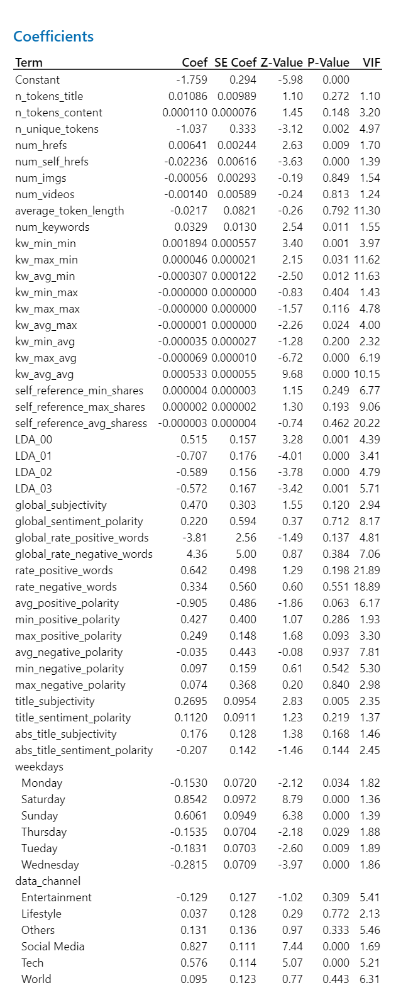 Coefficients
Term Coef SE Coef Z-Value P-Value VIF
Constant -1.759 0.294 -5.98 0.000
n_tokens_title 0.01086 0.00989 1.10 0.272 1.10
n_tokens_content 0.000110 0.000076 1.45 0.148 3.20
n_unique_tokens -1.037 0.333 -3.12 0.002 4.97
num_hrefs 0.00641 0.00244 2.63 0.009 1.70
num_self_hrefs -0.02236 0.00616 -3.63 0.000 1.39
num_imgs -0.00056 0.00293 -0.19 0.849 1.54
num_videos -0.00140 0.00589 -0.24 0.813 1.24
average_token_length -0.0217 0.0821 -0.26 0.792 11.30
num_keywords 0.0329 0.0130 2.54 0.011 1.55
kw_min_min 0.001894 0.000557 3.40 0.001 3.97
kw_max_min 0.000046 0.000021 2.15 0.031 11.62
kw_avg_min -0.000307 0.000122 -2.50 0.012 11.63
kw_min_max -0.000000 0.000000 -0.83 0.404 1.43
kw_max_max -0.000000 0.000000 -1.57 0.116 4.78
kw_avg_max -0.000001 0.000000 -2.26 0.024 4.00
kw_min_avg -0.000035 0.000027 -1.28 0.200 2.32
kw_max_avg -0.000069 0.000010 -6.72 0.000 6.19
kw_avg_avg 0.000533 0.000055 9.68 0.000 10.15
self_reference_min_shares 0.000004 0.000003 1.15 0.249 6.77
self_reference_max_shares 0.000002 0.000002 1.30 0.193 9.06
self_reference_avg_sharess -0.000003 0.000004 -0.74 0.462 20.22
LDA_00 0.515 0.157 3.28 0.001 4.39
LDA_01 -0.707 0.176 -4.01 0.000 3.41
LDA_02 -0.589 0.156 -3.78 0.000 4.79
LDA_03 -0.572 0.167 -3.42 0.001 5.71
global_subjectivity 0.470 0.303 1.55 0.120 2.94
global_sentiment_polarity 0.220 0.594 0.37 0.712 8.17
global_rate_positive_words -3.81 2.56 -1.49 0.137 4.81
global_rate_negative_words 4.36 5.00 0.87 0.384 7.06
rate_positive_words 0.642 0.498 1.29 0.198 21.89
rate_negative_words 0.334 0.560 0.60 0.551 18.89
avg_positive_polarity -0.905 0.486 -1.86 0.063 6.17
min_positive_polarity 0.427 0.400 1.07 0.286 1.93
max_positive_polarity 0.249 0.148 1.68 0.093 3.30
avg_negative_polarity -0.035 0.443 -0.08 0.937 7.81
min_negative_polarity 0.097 0.159 0.61 0.542 5.30
max_negative_polarity 0.074 0.368 0.20 0.840 2.98
title_subjectivity 0.2695 0.0954 2.83 0.005 2.35
title_sentiment_polarity 0.1120 0.0911 1.23 0.219 1.37
abs_title_subjectivity 0.176 0.128 1.38 0.168 1.46
abs_title_sentiment_polarity -0.207 0.142 -1.46 0.144 2.45
weekdays
Monday -0.1530 0.0720 -2.12 0.034 1.82
Saturday 0.8542 0.0972 8.79 0.000 1.36
Sunday 0.6061 0.0949 6.38 0.000 1.39
Thursday -0.1535 0.0704 -2.18 0.029 1.88
Tueday -0.1831 0.0703 -2.60 0.009 1.89
Wednesday -0.2815 0.0709 -3.97 0.000 1.86
data_channel
Entertainment -0.129 0.127 -1.02 0.309 5.41
Lifestyle 0.037 0.128 0.29 0.772 2.13
Others 0.131 0.136 0.97 0.333 5.46
Social Media 0.827 0.111 7.44 0.000 1.69
Tech 0.576 0.114 5.07 0.000 5.21
World 0.095 0.123 0.77 0.443 6.31